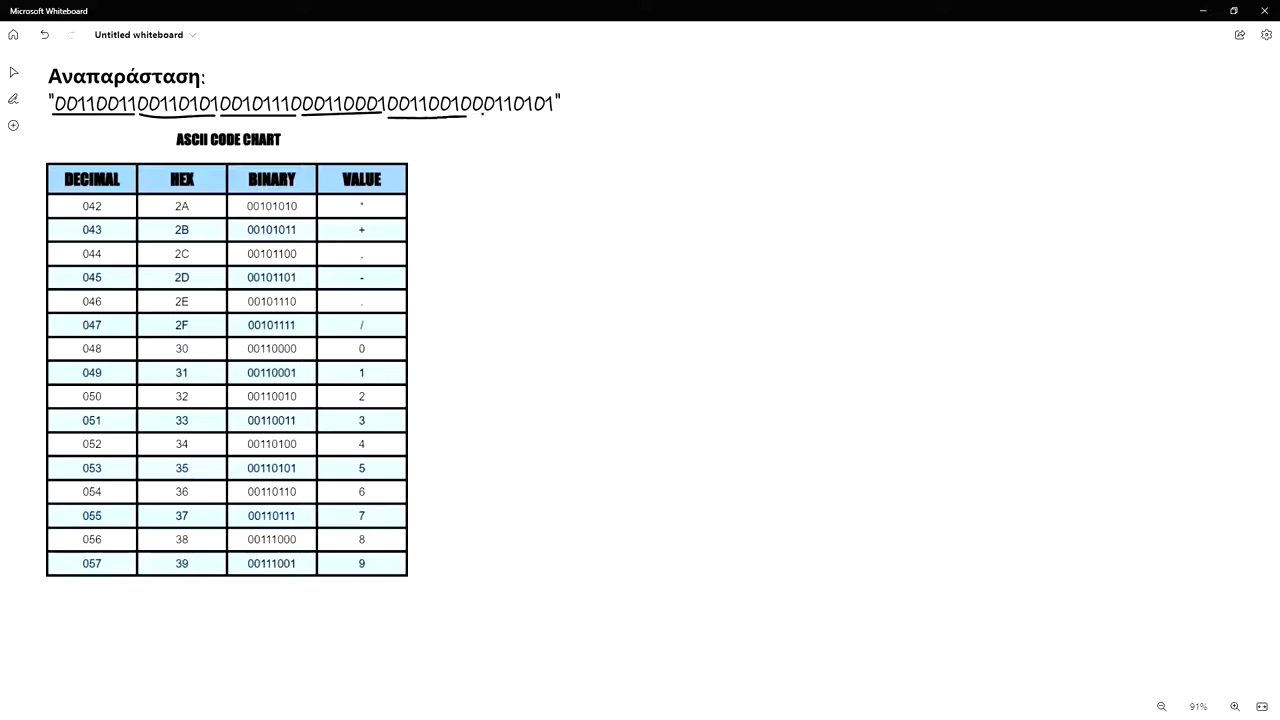 Αναπαράσταση:
"001100110011010100101110001100010011001000110101"
ASCII CODE CHART
DECIMAL HEX BINARY VALUE
042 2A 00101010 *
043 2B 00101011 +
044 2C 00101100 .
045 2D 00101101 -
046 2E 00101110 .
047 2F 00101111 /
048 30 00110000 0
049 31 00110001 1
050 32 00110010 2
051 33 00110011 3
052 34 00110100 4
053 35 00110101 5
054 36 00110110 6
055 37 00110111 7
056 38 00111000 8
057 39 00111001 9
Microsoft Whiteboard
Untitled whiteboard
91%